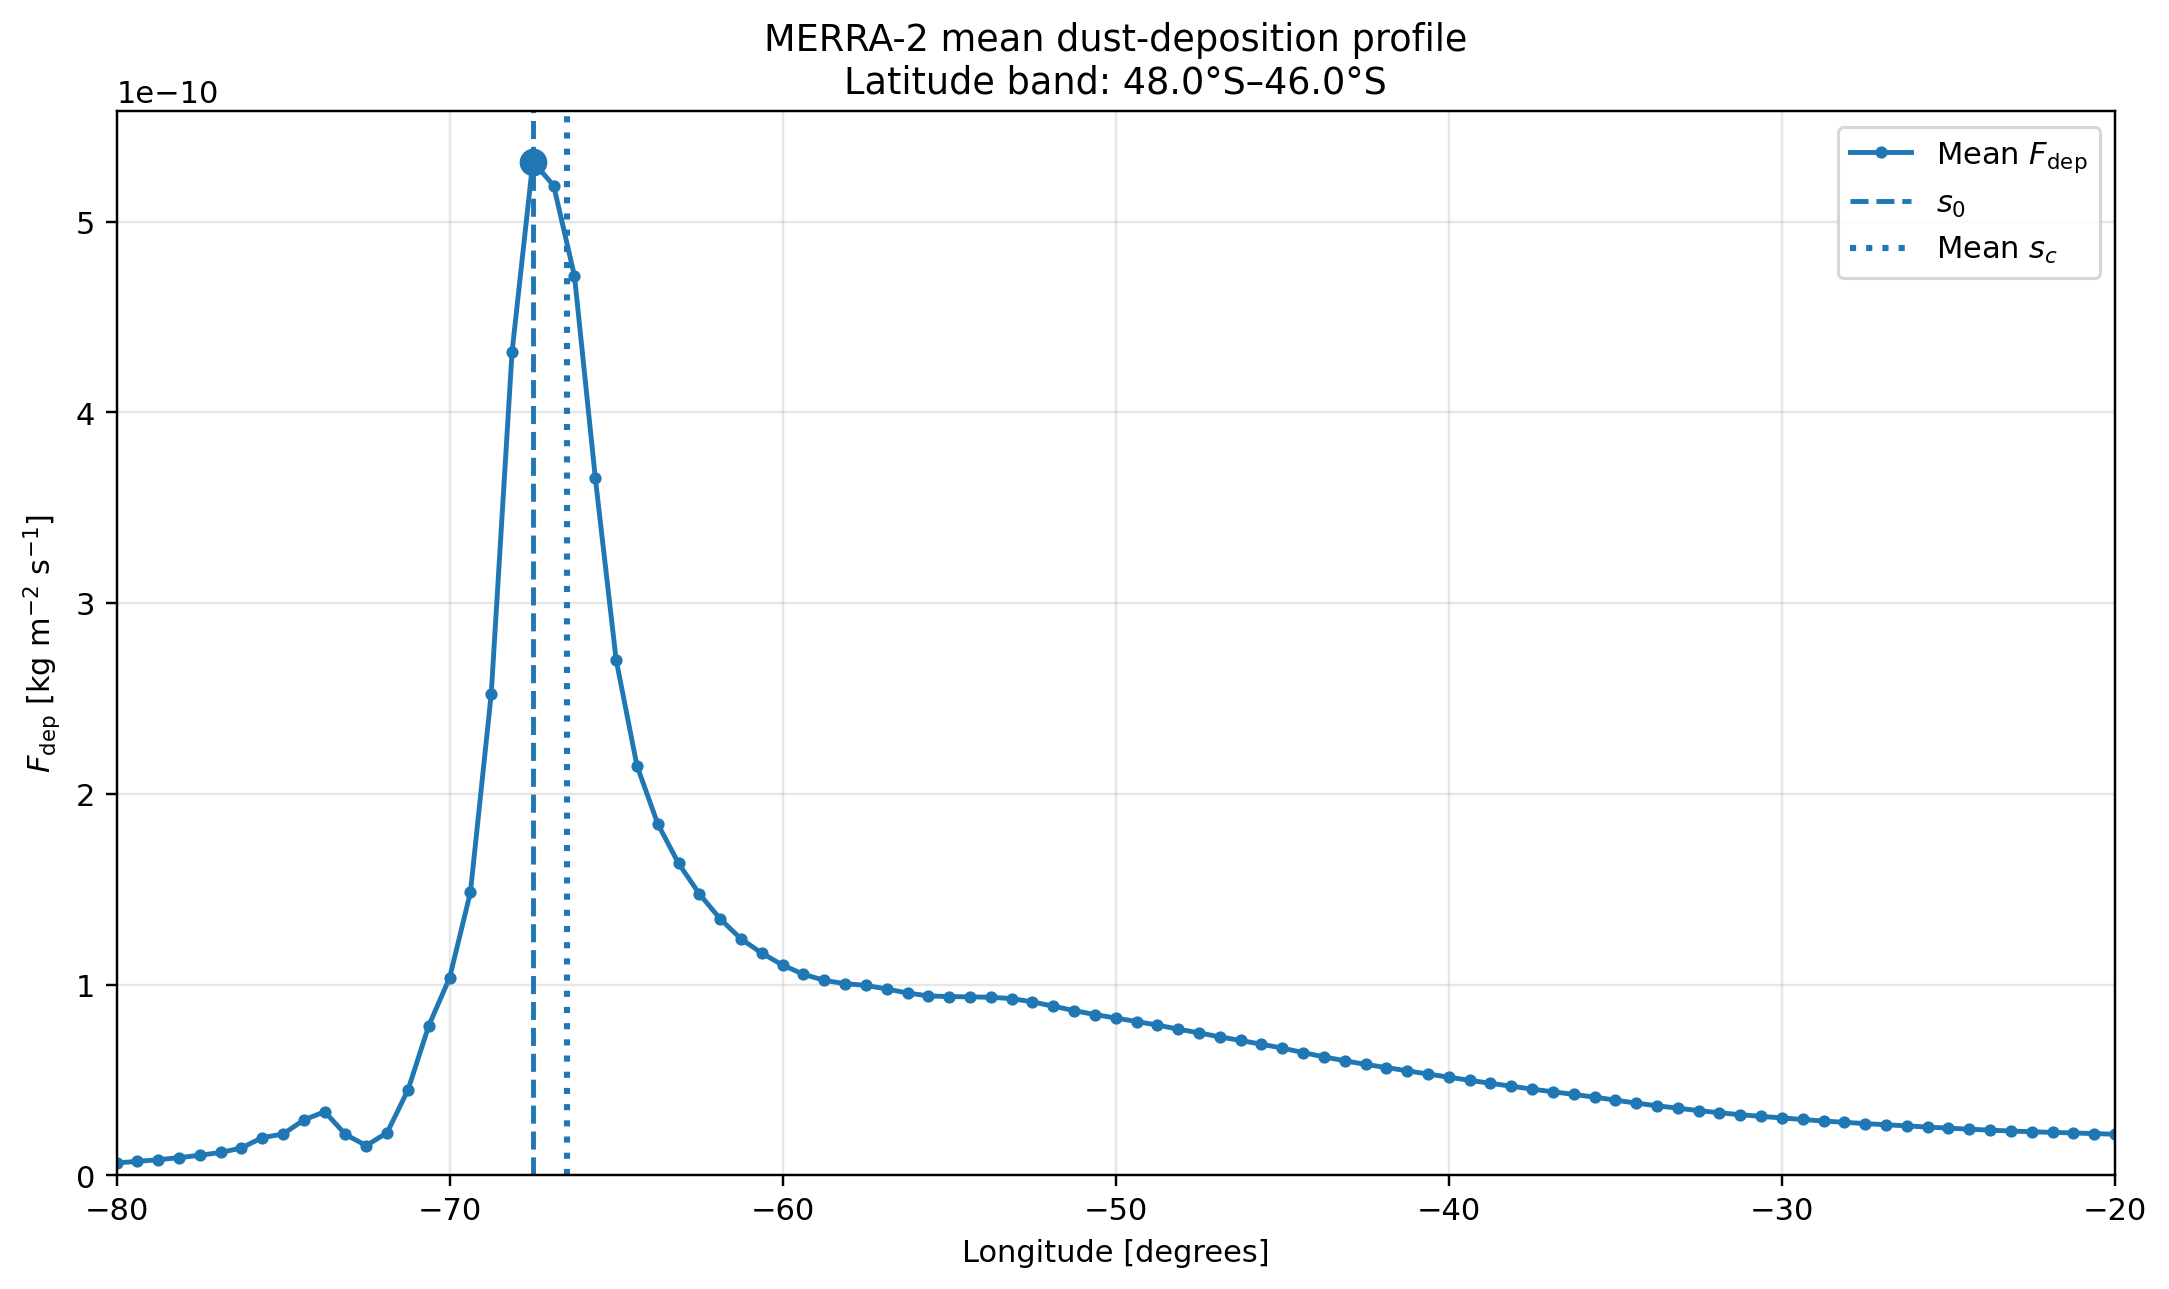 MERRA-2 mean dust-deposition profile
Latitude band: 48.0°S–46.0°S
1e−10
Mean F_dep
s_0
Mean s_c
5
4
3
2
1
0
F_dep [kg m⁻² s⁻¹]
−80 −70 −60 −50 −40 −30 −20
Longitude [degrees]